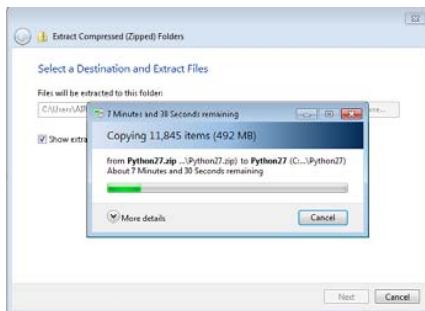 Extract Compressed (Zipped) Folders
Select a Destination and Extract Files
Files will be extracted to this folder:
7 Minutes and 30 Seconds remaining
Copying 11,845 items (492 MB)
Show extra
from Python27.zip ...\Python27.zip) to Python27 (C:...\Python27)
About 7 Minutes and 30 Seconds remaining
More details
Cancel
Next
Cancel